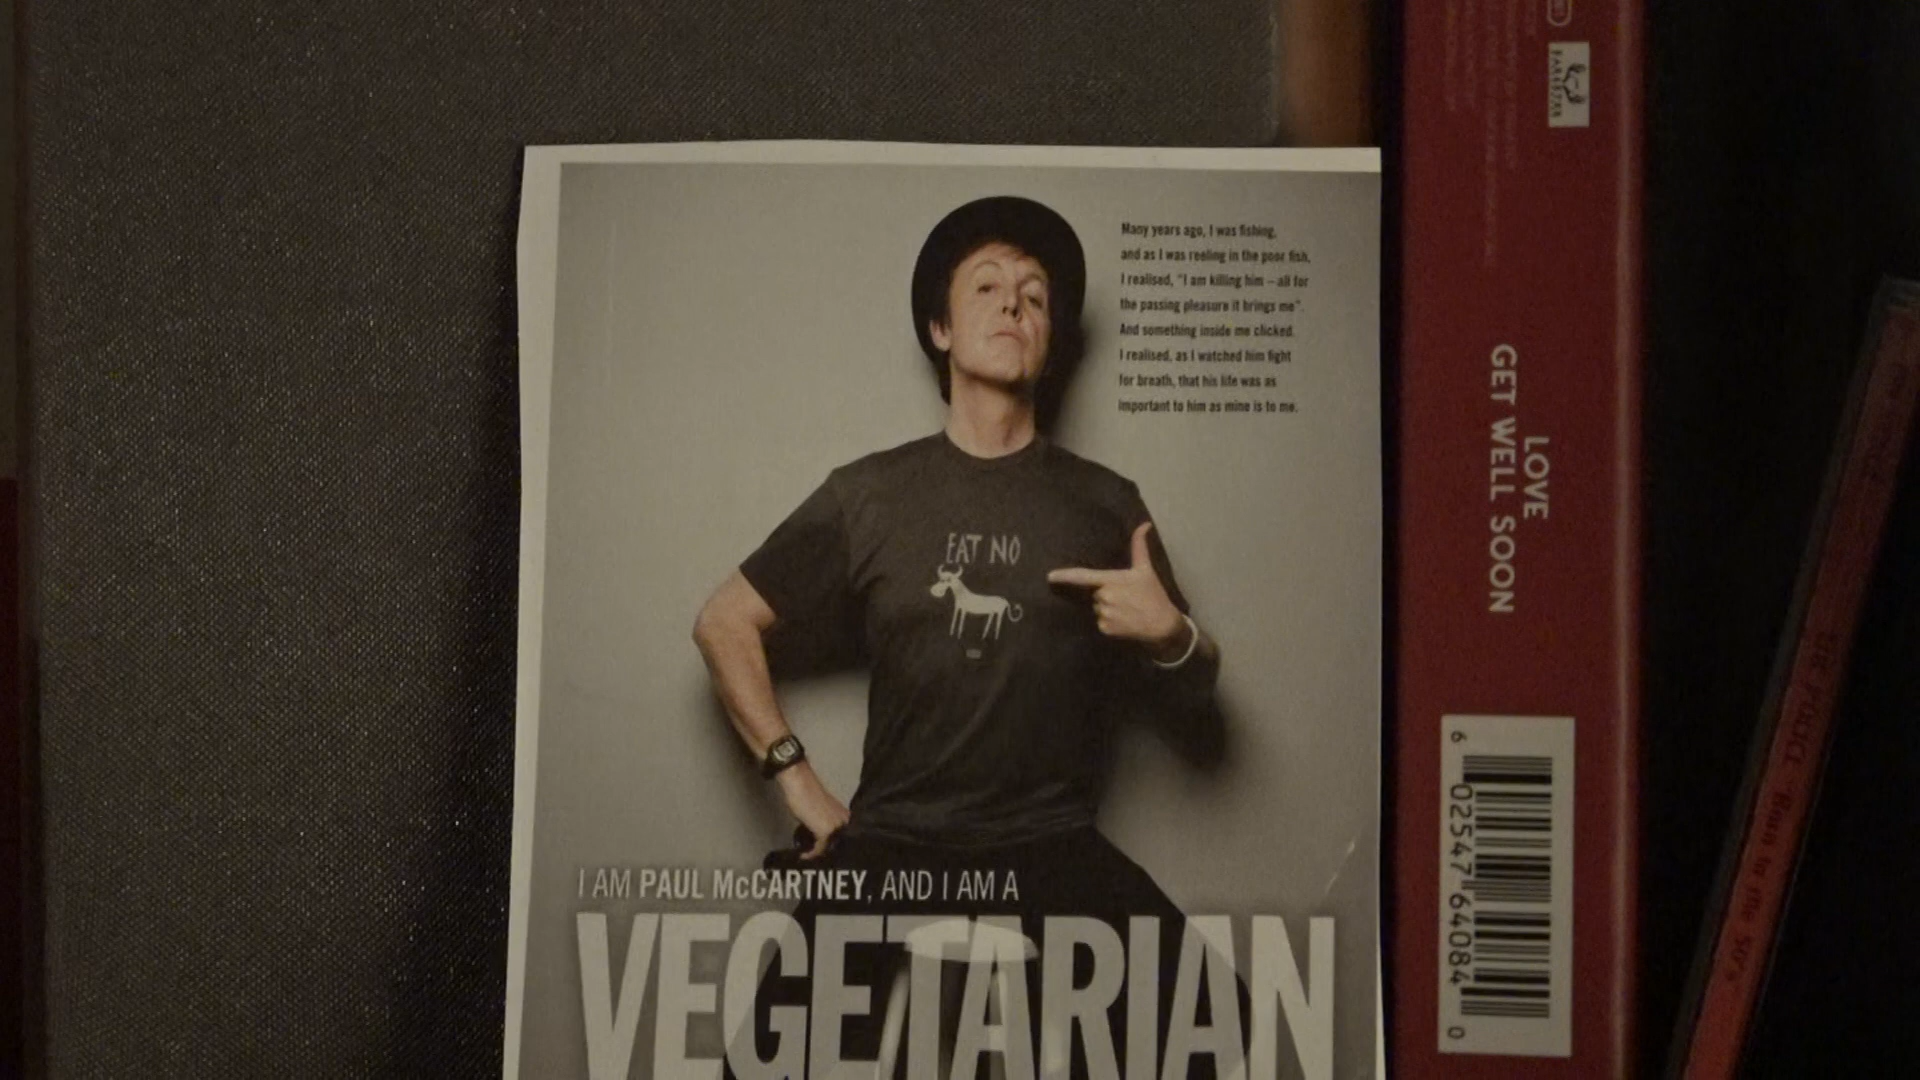 Many years ago, I was fishing,
and as I was reeling in the poor fish,
I realised, "I am killing him – all for
the passing pleasure it brings me".
And something inside me clicked.
I realised, as I watched him fight
for breath, that his life was as
important to him as mine is to me.
EAT NO
I AM PAUL McCARTNEY, AND I AM A
VEGETARIAN
LOVE
GET WELL SOON
6 02547 64084 0